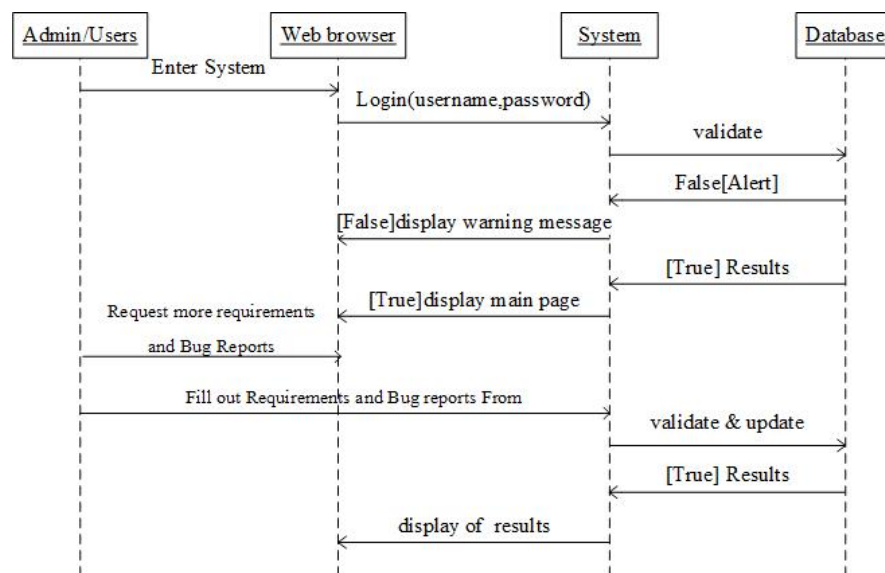 Admin/Users
Web browser
System
Database
Enter System
Login(username,password)
validate
False[Alert]
[False]display warning message
[True] Results
[True]display main page
Request more requirements
and Bug Reports
Fill out Requirements and Bug reports From
validate & update
[True] Results
display of results